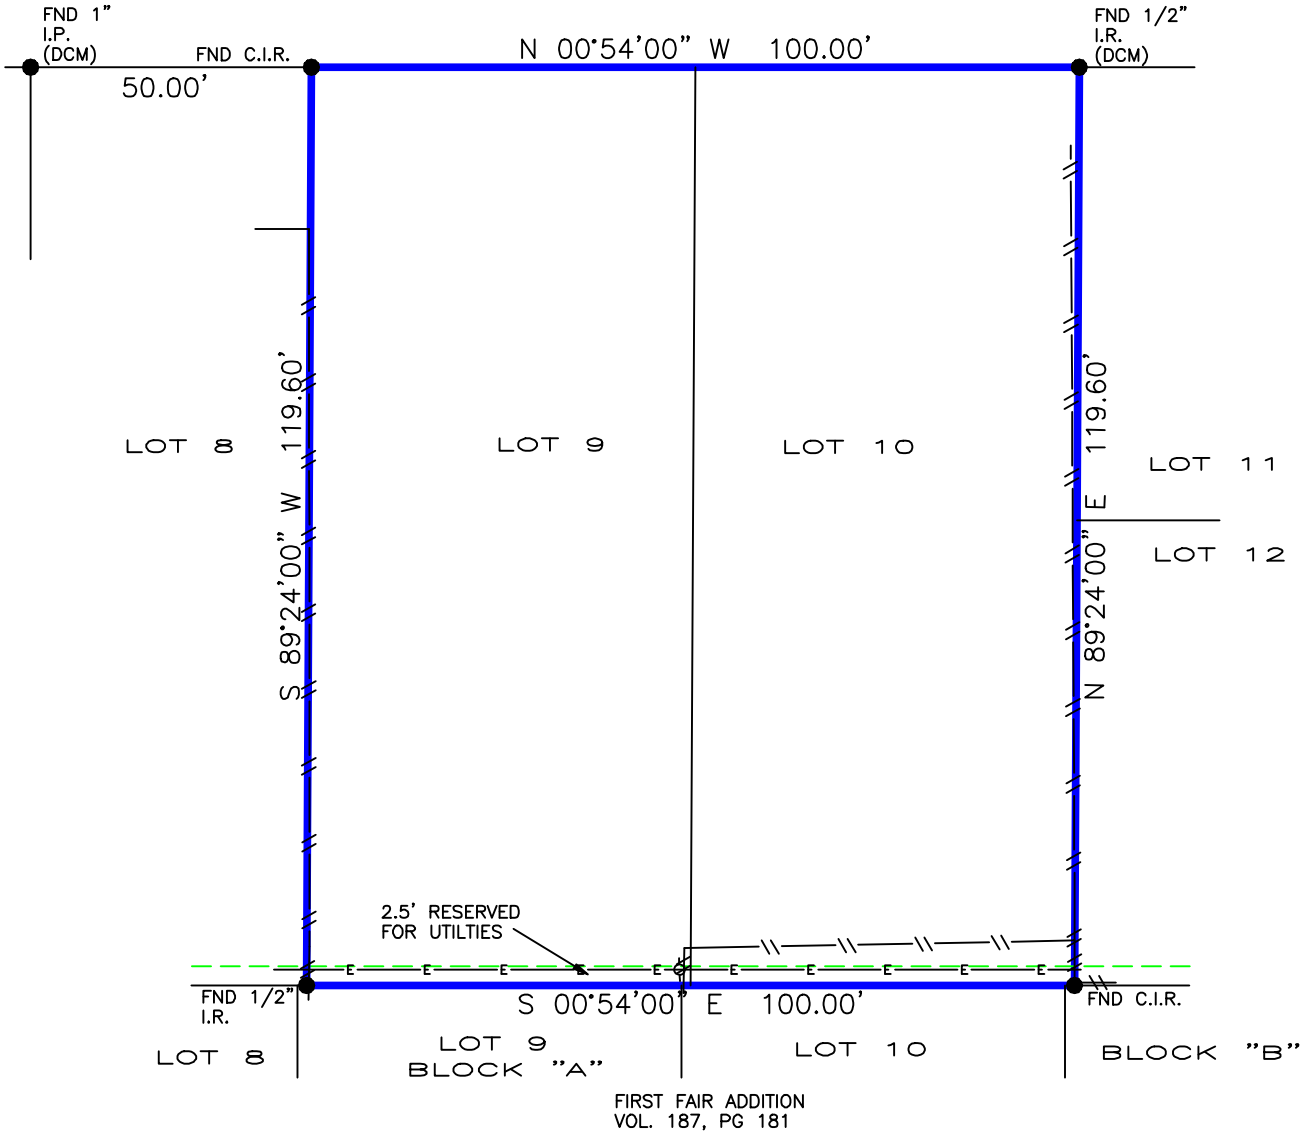 FND 1"
I.P.
(DCM)
FND C.I.R.
50.00'
N 00°54'00" W 100.00'
FND 1/2"
I.R.
(DCM)
S 89°24'00" W 119.60'
N 89°24'00" E 119.60'
LOT 8
LOT 9
LOT 10
LOT 11
LOT 12
2.5' RESERVED
FOR UTILTIES
E E E E E E E E E E
FND 1/2"
I.R.
S 00°54'00" E 100.00'
FND C.I.R.
LOT 8
LOT 9
BLOCK "A"
LOT 10
BLOCK "B"
FIRST FAIR ADDITION
VOL. 187, PG 181